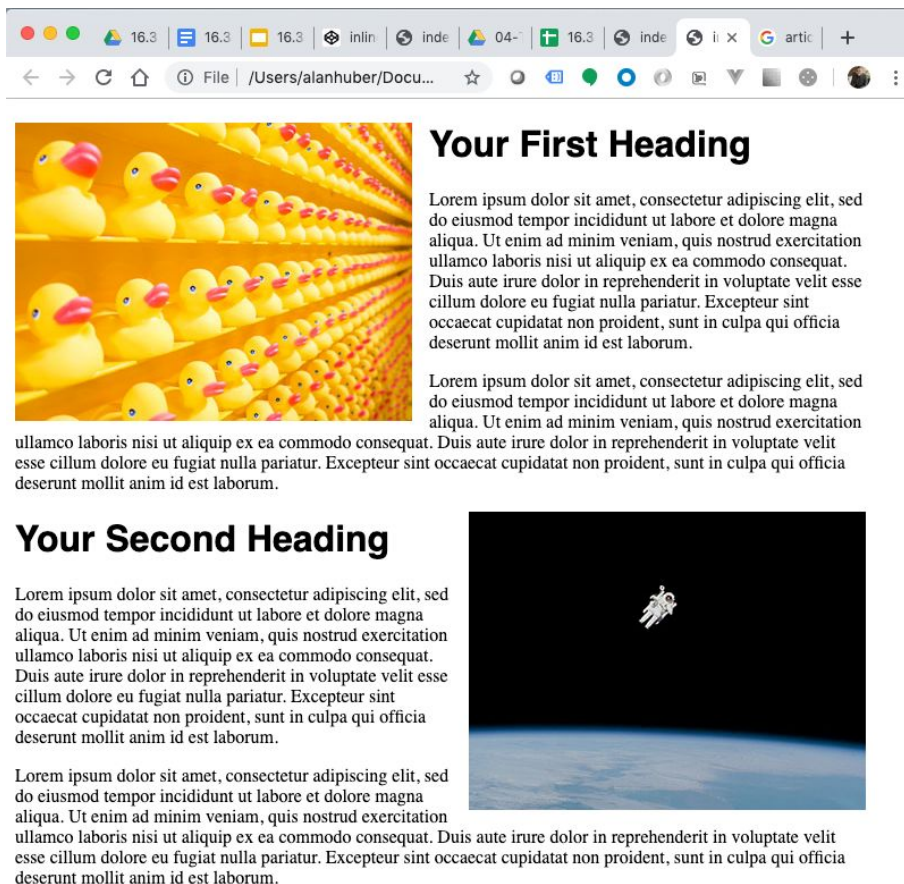 16.3 16.3 16.3 inlin inde 04- 16.3 inde artic
File /Users/alanhuber/Docu...
Your First Heading
Lorem ipsum dolor sit amet, consectetur adipiscing elit, sed
do eiusmod tempor incididunt ut labore et dolore magna
aliqua. Ut enim ad minim veniam, quis nostrud exercitation
ullamco laboris nisi ut aliquip ex ea commodo consequat.
Duis aute irure dolor in reprehenderit in voluptate velit esse
cillum dolore eu fugiat nulla pariatur. Excepteur sint
occaecat cupidatat non proident, sunt in culpa qui officia
deserunt mollit anim id est laborum.
Lorem ipsum dolor sit amet, consectetur adipiscing elit, sed
do eiusmod tempor incididunt ut labore et dolore magna
aliqua. Ut enim ad minim veniam, quis nostrud exercitation
ullamco laboris nisi ut aliquip ex ea commodo consequat. Duis aute irure dolor in reprehenderit in voluptate velit
esse cillum dolore eu fugiat nulla pariatur. Excepteur sint occaecat cupidatat non proident, sunt in culpa qui officia
deserunt mollit anim id est laborum.
Your Second Heading
Lorem ipsum dolor sit amet, consectetur adipiscing elit, sed
do eiusmod tempor incididunt ut labore et dolore magna
aliqua. Ut enim ad minim veniam, quis nostrud exercitation
ullamco laboris nisi ut aliquip ex ea commodo consequat.
Duis aute irure dolor in reprehenderit in voluptate velit esse
cillum dolore eu fugiat nulla pariatur. Excepteur sint
occaecat cupidatat non proident, sunt in culpa qui officia
deserunt mollit anim id est laborum.
Lorem ipsum dolor sit amet, consectetur adipiscing elit, sed
do eiusmod tempor incididunt ut labore et dolore magna
aliqua. Ut enim ad minim veniam, quis nostrud exercitation
ullamco laboris nisi ut aliquip ex ea commodo consequat. Duis aute irure dolor in reprehenderit in voluptate velit
esse cillum dolore eu fugiat nulla pariatur. Excepteur sint occaecat cupidatat non proident, sunt in culpa qui officia
deserunt mollit anim id est laborum.